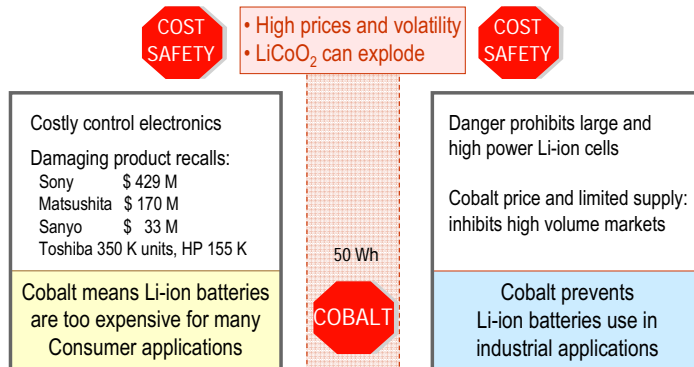 COST
SAFETY
• High prices and volatility
• LiCoO₂ can explode
COST
SAFETY
Costly control electronics
Damaging product recalls:
Sony $ 429 M
Matsushita $ 170 M
Sanyo $ 33 M
Toshiba 350 K units, HP 155 K
Cobalt means Li-ion batteries
are too expensive for many
Consumer applications
50 Wh
COBALT
Danger prohibits large and
high power Li-ion cells
Cobalt price and limited supply:
inhibits high volume markets
Cobalt prevents
Li-ion batteries use in
industrial applications